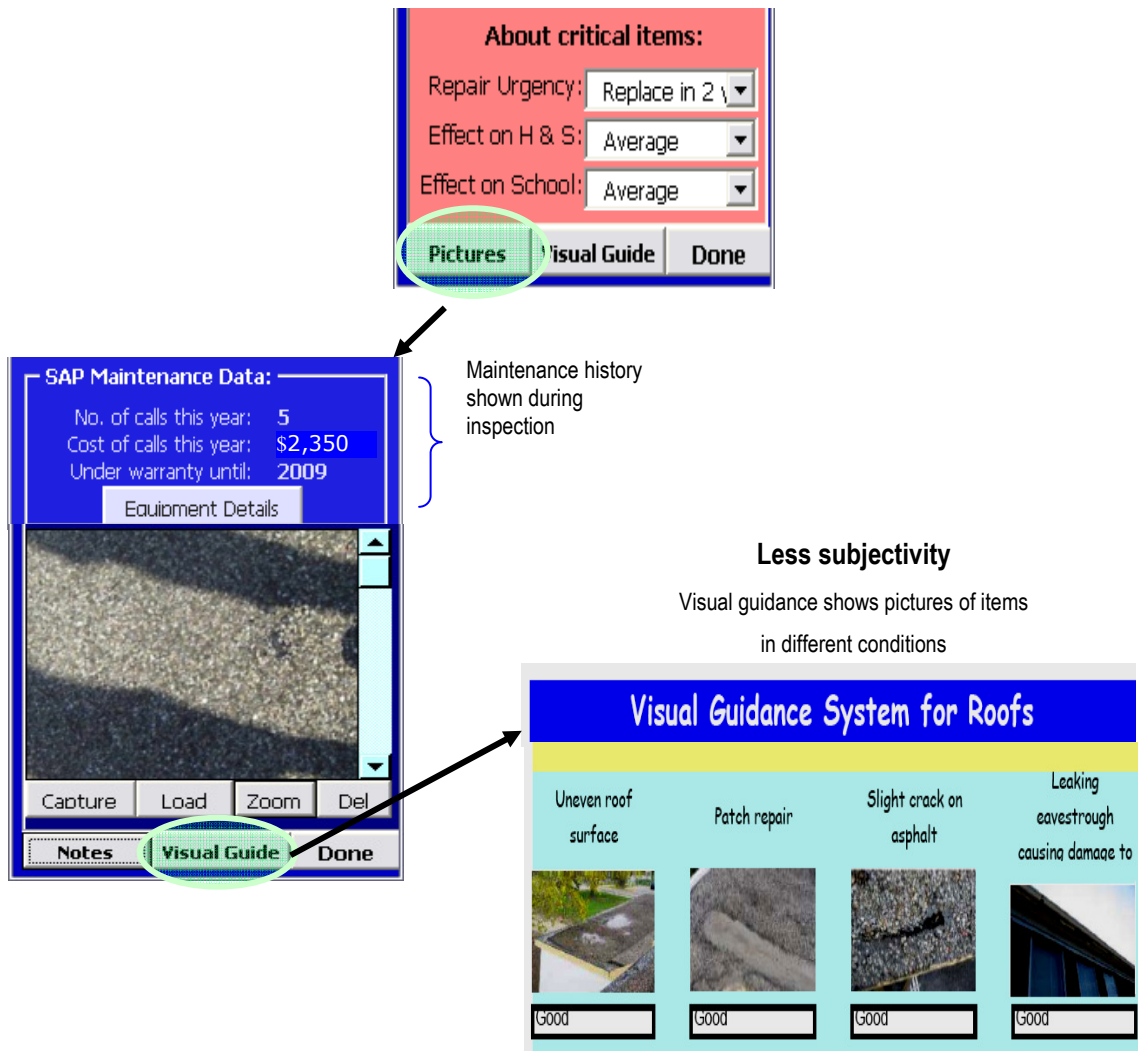 About critical items:
Repair Urgency: Replace in 2
Effect on H & S: Average
Effect on School: Average
Pictures Visual Guide Done
SAP Maintenance Data:
No. of calls this year: 5
Cost of calls this year: $2,350
Under warranty until: 2009
Equipment Details
Maintenance history
shown during
inspection
Capture Load Zoom Del
Notes Visual Guide Done
Less subjectivity
Visual guidance shows pictures of items
in different conditions
Visual Guidance System for Roofs
Uneven roof
surface
Patch repair
Slight crack on
asphalt
Leaking
eavestrough
causing damage to
Good Good Good Good